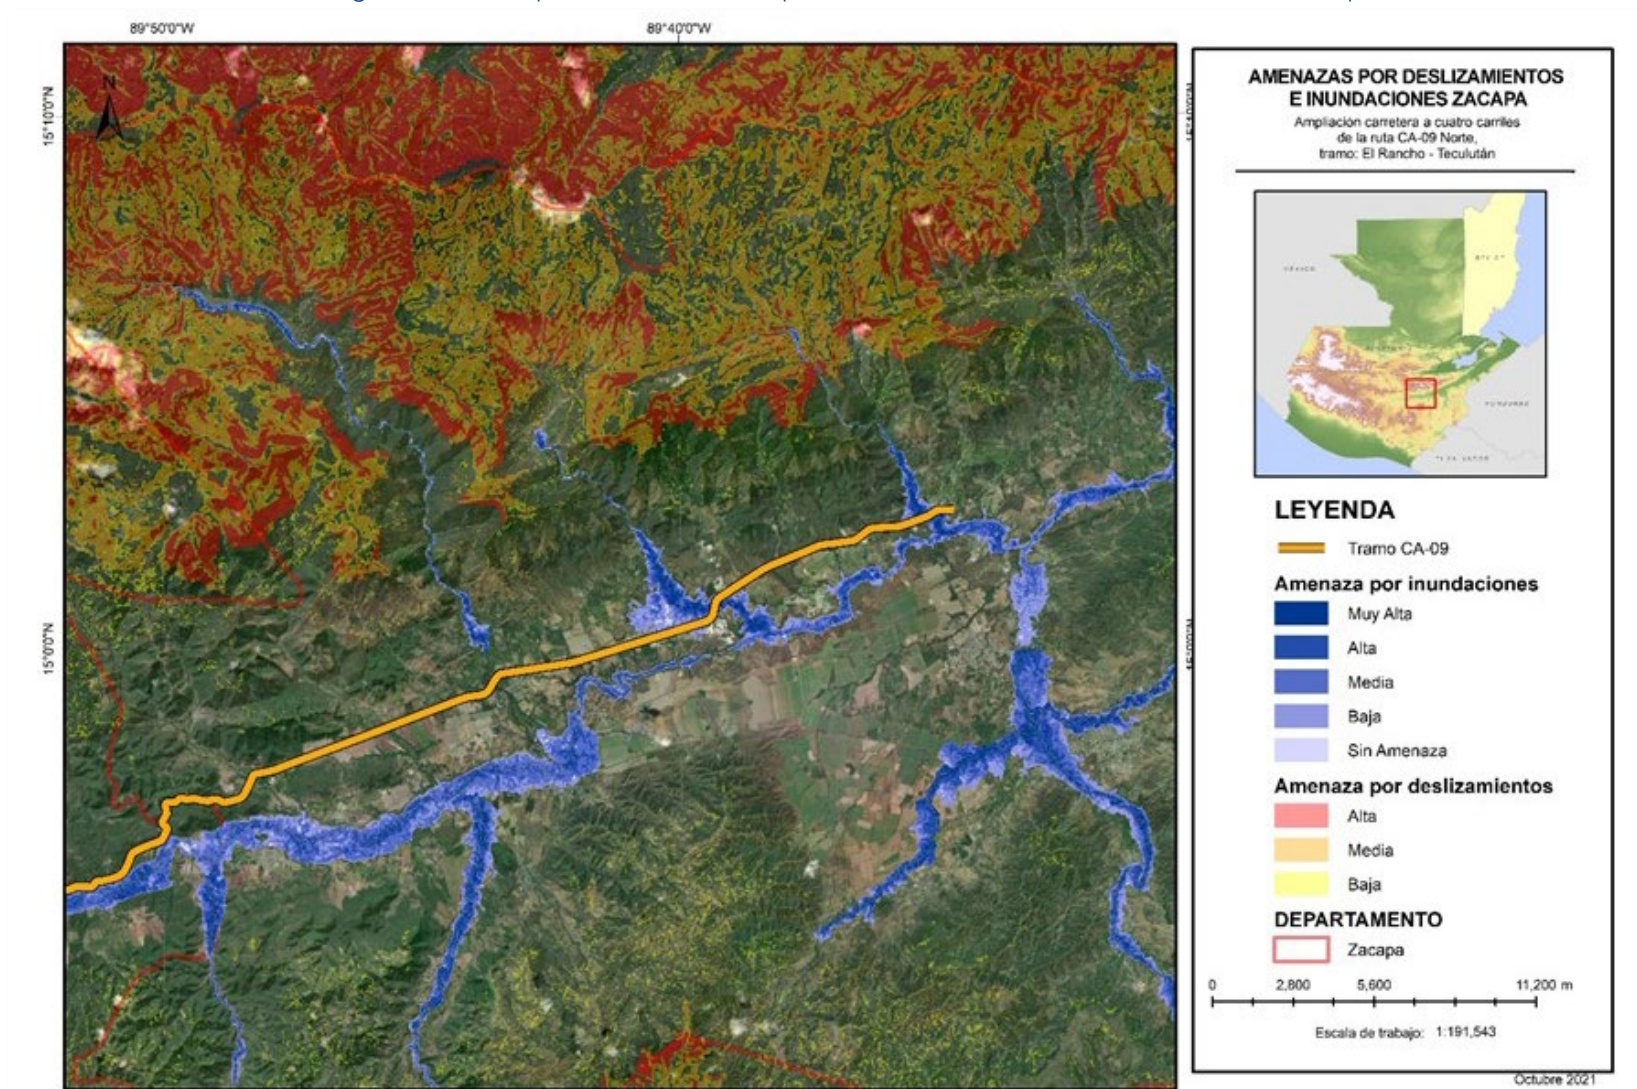 89°50'0"W
89°40'0"W
15°10'0"N
15°0'0"N
N
AMENAZAS POR DESLIZAMIENTOS
E INUNDACIONES ZACAPA
Ampliación carretera a cuatro carriles
de la ruta CA-09 Norte,
tramo: El Rancho - Teculután
LEYENDA
Tramo CA-09
Amenaza por inundaciones
Muy Alta
Alta
Media
Baja
Sin Amenaza
Amenaza por deslizamientos
Alta
Media
Baja
DEPARTAMENTO
Zacapa
0 2,800 5,600 11,200 m
Escala de trabajo: 1:191,543
Octubre 2021